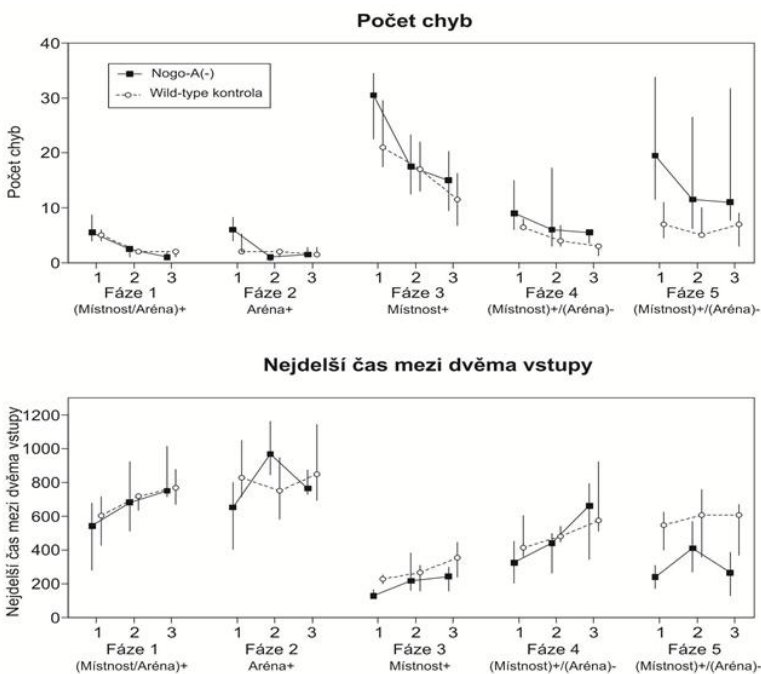 Počet chyb
Počet chyb
40
30
20
10
0
Nogo-A(-)
Wild-type kontrola
1 2 3 1 2 3 1 2 3 1 2 3 1 2 3
Fáze 1 Fáze 2 Fáze 3 Fáze 4 Fáze 5
(Místnost/Aréna)+ Aréna+ Místnost+ (Místnost)+/(Aréna)- (Místnost)+/(Aréna)-
Nejdelší čas mezi dvěma vstupy
Nejdelší čas mezi dvěma vstupy
1200
1000
800
600
400
200
0
1 2 3 1 2 3 1 2 3 1 2 3 1 2 3
Fáze 1 Fáze 2 Fáze 3 Fáze 4 Fáze 5
(Místnost/Aréna)+ Aréna+ Místnost+ (Místnost)+/(Aréna)- (Místnost)+/(Aréna)-